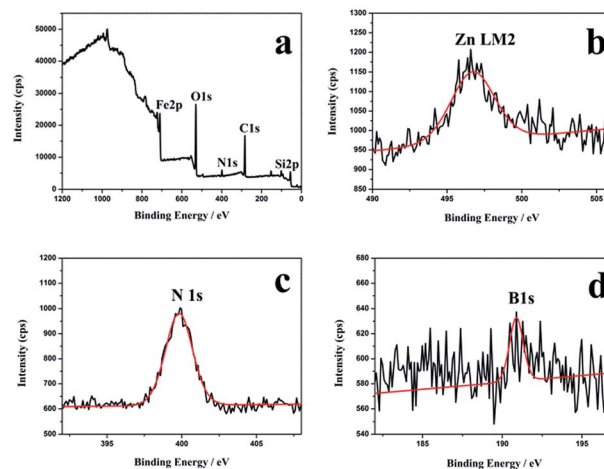 a
Fe2p
O1s
N1s
C1s
Si2p
50000
40000
30000
20000
10000
0
1200 1000 800 600 400 200 0
Intensity (cps)
Binding Energy / eV
b
Zn LM2
1250
1200
1150
1100
1050
1000
950
900
850
490 495 500 505
Intensity (cps)
Binding Energy / eV
c
N 1s
1200
1100
1000
900
800
700
600
500
395 400 405
Intensity (cps)
Binding Energy / eV
d
B1s
680
660
640
620
600
580
560
540
185 190 195
Intensity (cps)
Binding Energy / eV